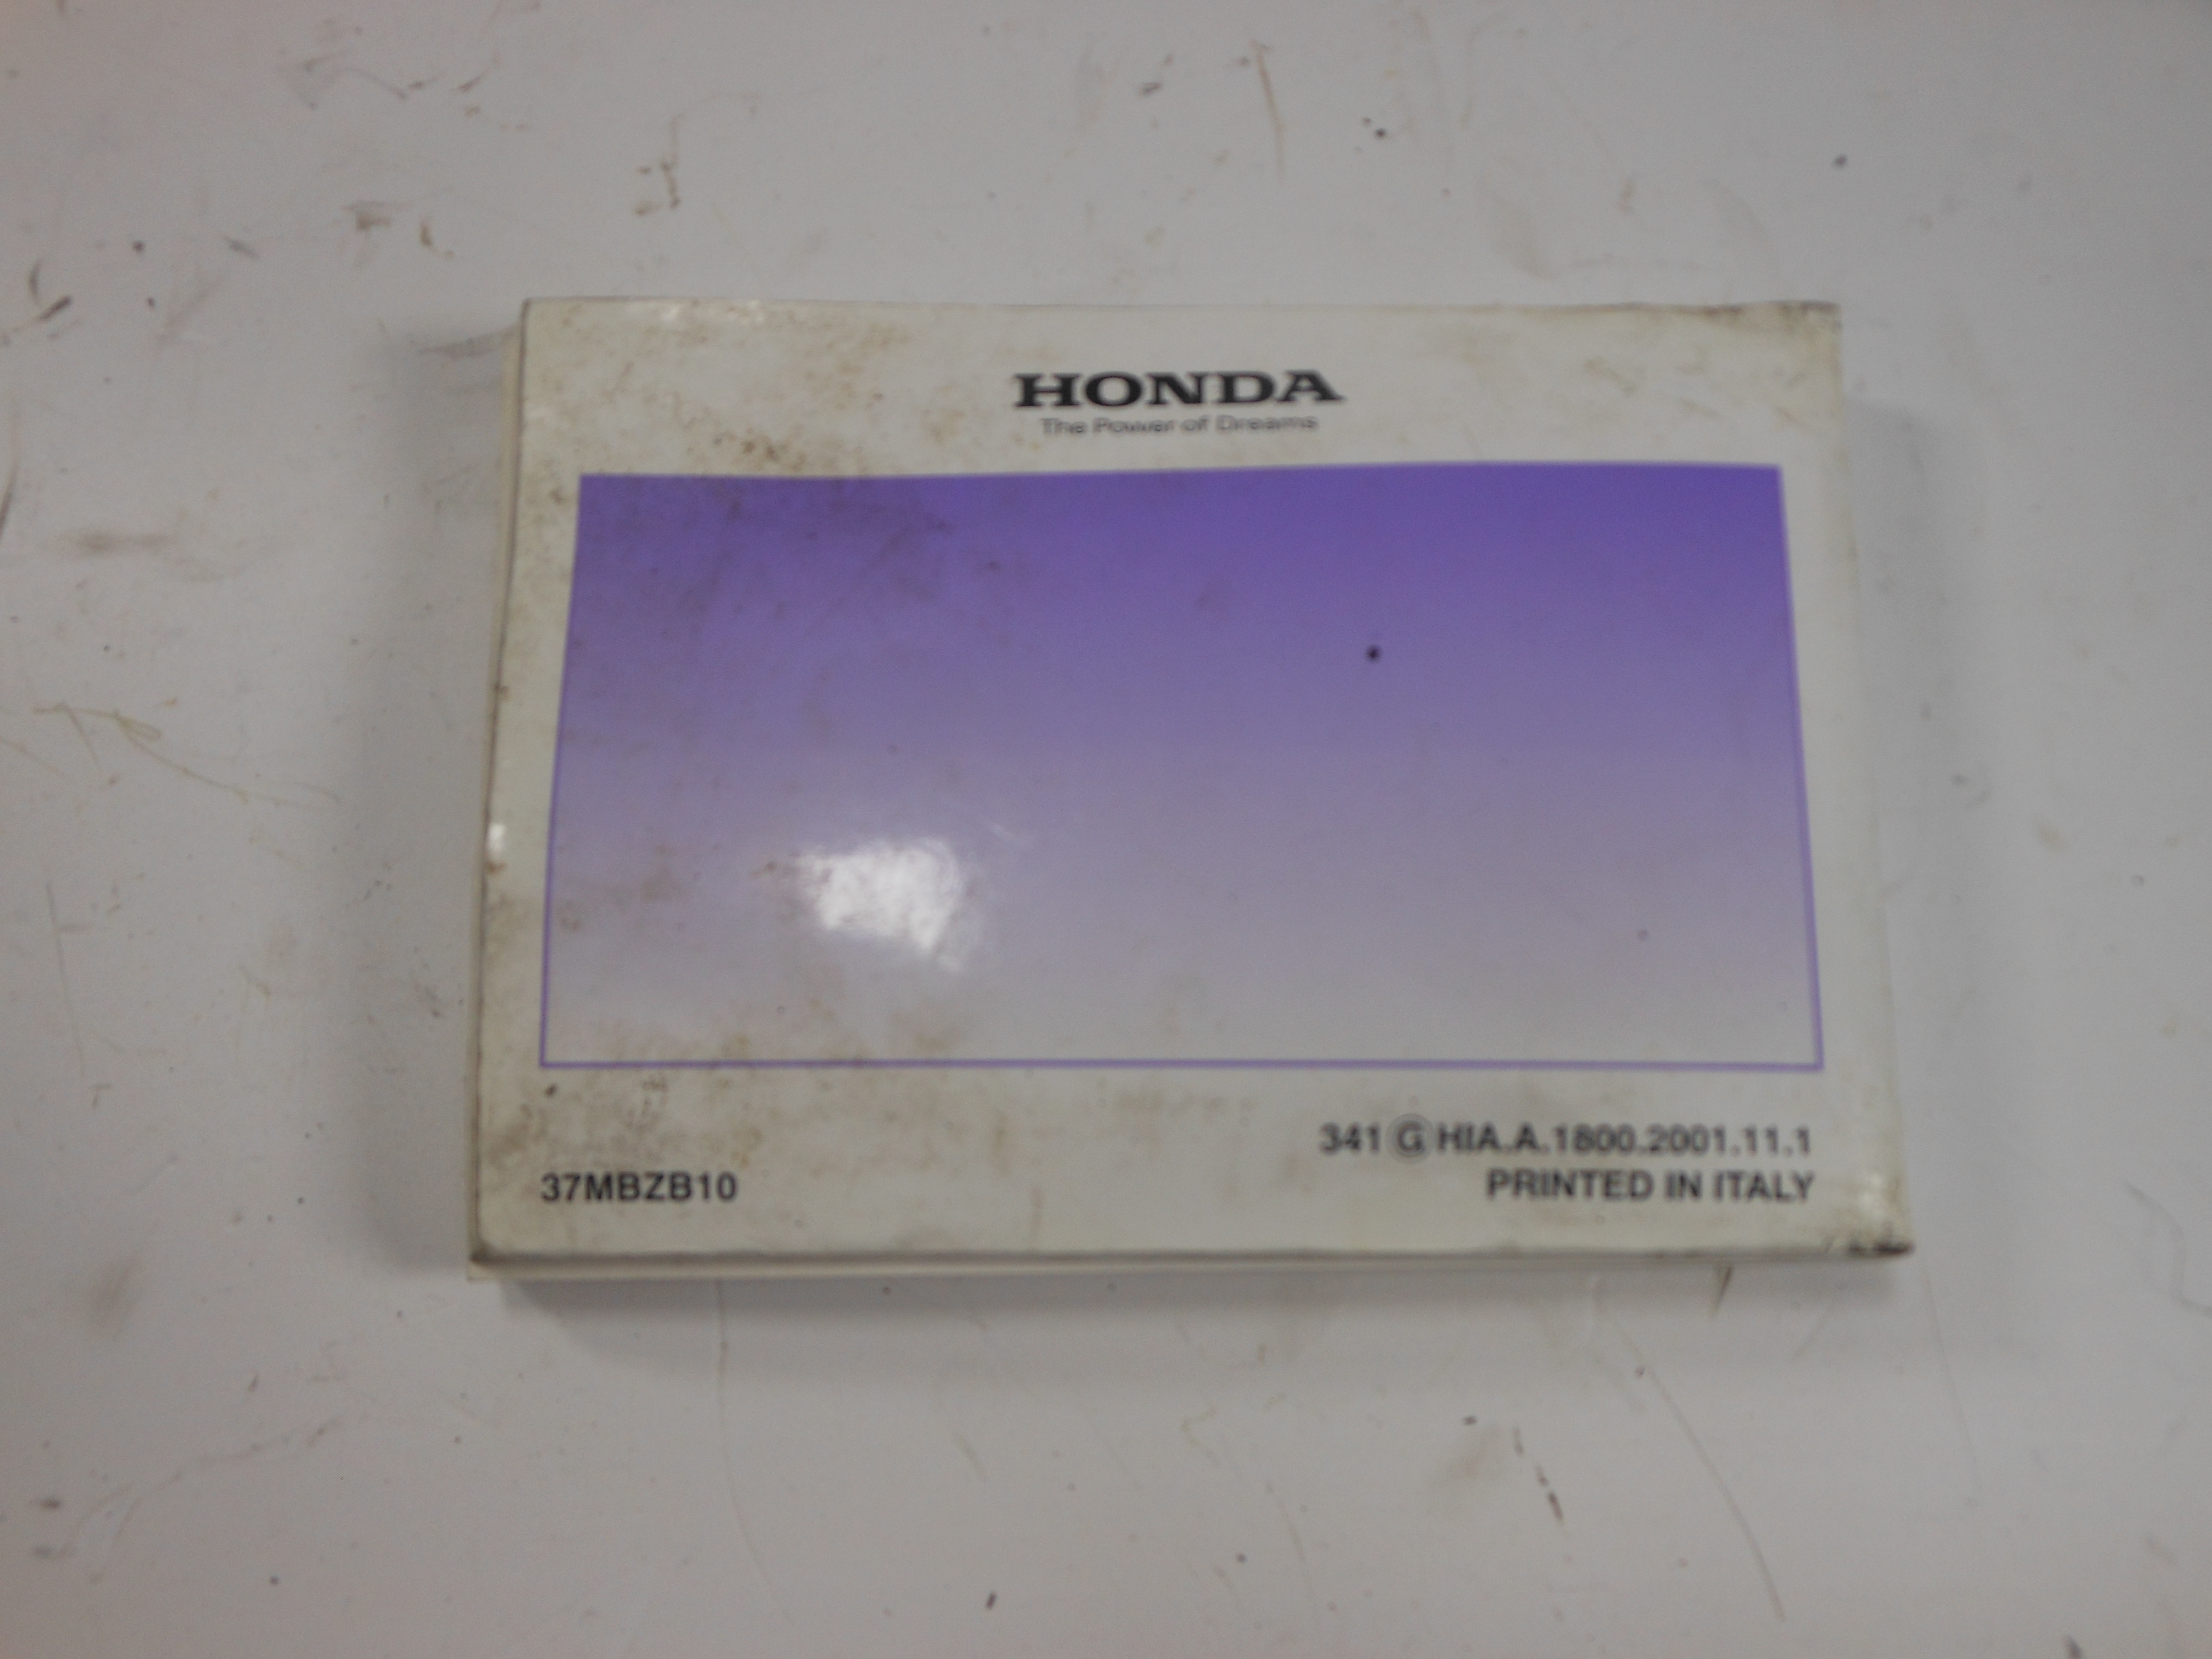 HONDA
The Power of Dreams
341 Ⓖ HIA.A.1800.2001.11.1
37MBZB10
PRINTED IN ITALY